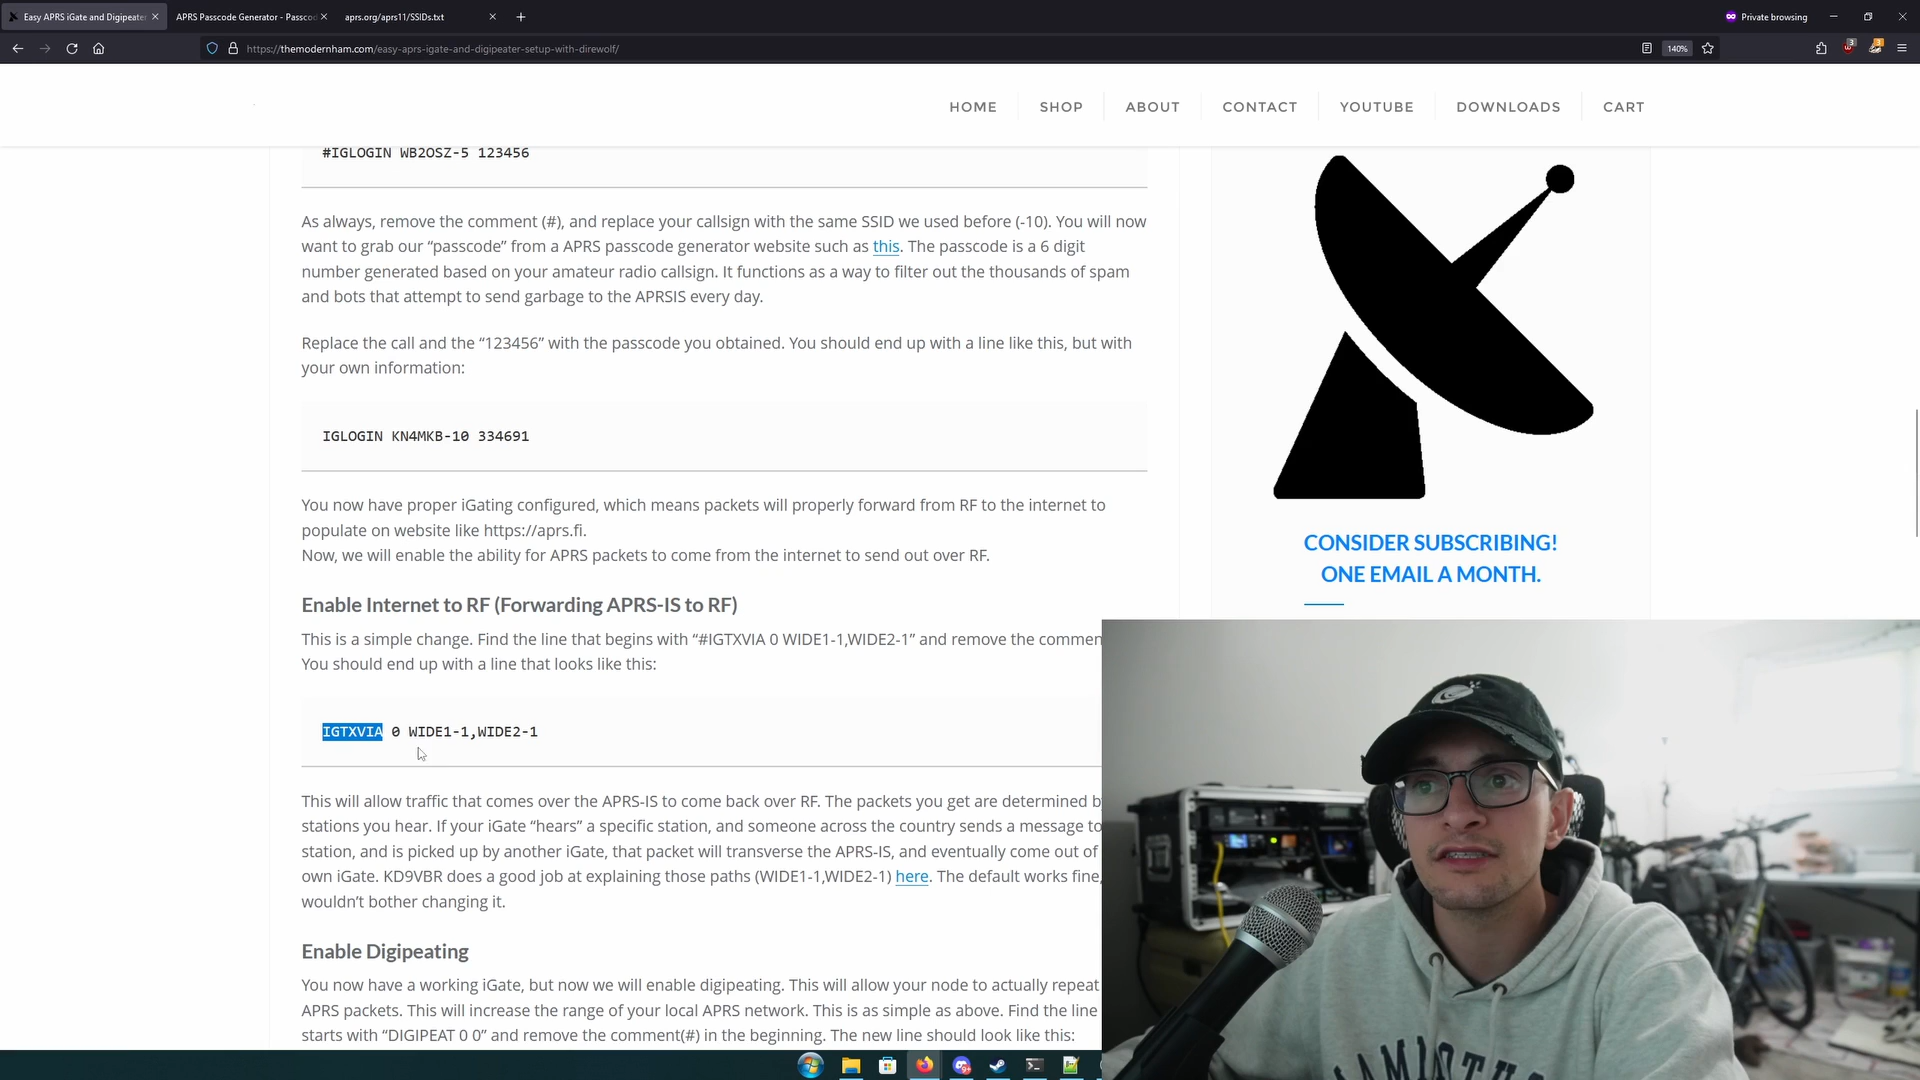 Easy APRS iGate and Digipeater
APRS Passcode Generator - Passcod
aprs.org/aprs11/SSIDs.txt
Private browsing
https://themodernham.com/easy-aprs-igate-and-digipeater-setup-with-direwolf/
140%
3
3
HOME
SHOP
ABOUT
CONTACT
YOUTUBE
DOWNLOADS
CART
#IGLOGIN WB2OSZ-5 123456
As always, remove the comment (#), and replace your callsign with the same SSID we used before (-10). You will now
want to grab our “passcode” from a APRS passcode generator website such as this. The passcode is a 6 digit
number generated based on your amateur radio callsign. It functions as a way to filter out the thousands of spam
and bots that attempt to send garbage to the APRSIS every day.
Replace the call and the “123456” with the passcode you obtained. You should end up with a line like this, but with
your own information:
IGLOGIN KN4MKB-10 334691
You now have proper iGating configured, which means packets will properly forward from RF to the internet to
populate on website like https://aprs.fi.
Now, we will enable the ability for APRS packets to come from the internet to send out over RF.
Enable Internet to RF (Forwarding APRS-IS to RF)
This is a simple change. Find the line that begins with “#IGTXVIA 0 WIDE1-1,WIDE2-1” and remove the commen
You should end up with a line that looks like this:
IGTXVIA 0 WIDE1-1,WIDE2-1
This will allow traffic that comes over the APRS-IS to come back over RF. The packets you get are determined b
stations you hear. If your iGate “hears” a specific station, and someone across the country sends a message to
station, and is picked up by another iGate, that packet will transverse the APRS-IS, and eventually come out of
own iGate. KD9VBR does a good job at explaining those paths (WIDE1-1,WIDE2-1) here. The default works fine,
wouldn’t bother changing it.
Enable Digipeating
You now have a working iGate, but now we will enable digipeating. This will allow your node to actually repeat
APRS packets. This will increase the range of your local APRS network. This is as simple as above. Find the line
starts with “DIGIPEAT 0 0” and remove the comment(#) in the beginning. The new line should look like this:
CONSIDER SUBSCRIBING!
ONE EMAIL A MONTH.